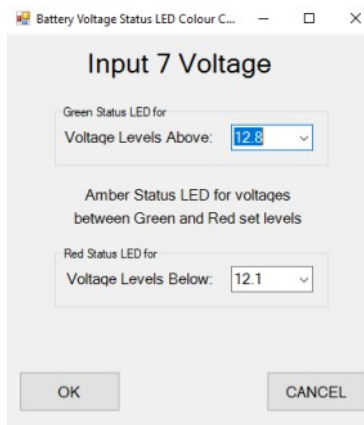 Battery Voltage Status LED Colour C...
Input 7 Voltage
Green Status LED for
Voltage Levels Above: 12.8
Amber Status LED for voltages
between Green and Red set levels
Red Status LED for
Voltage Levels Below: 12.1
OK CANCEL